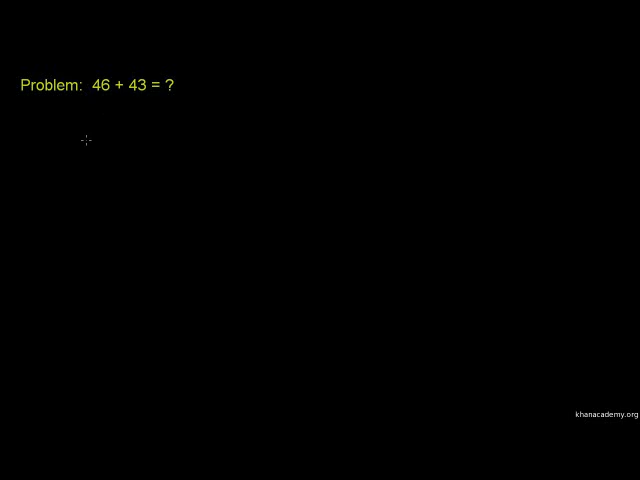 Problem: 46 + 43 = ?
khanacademy.org